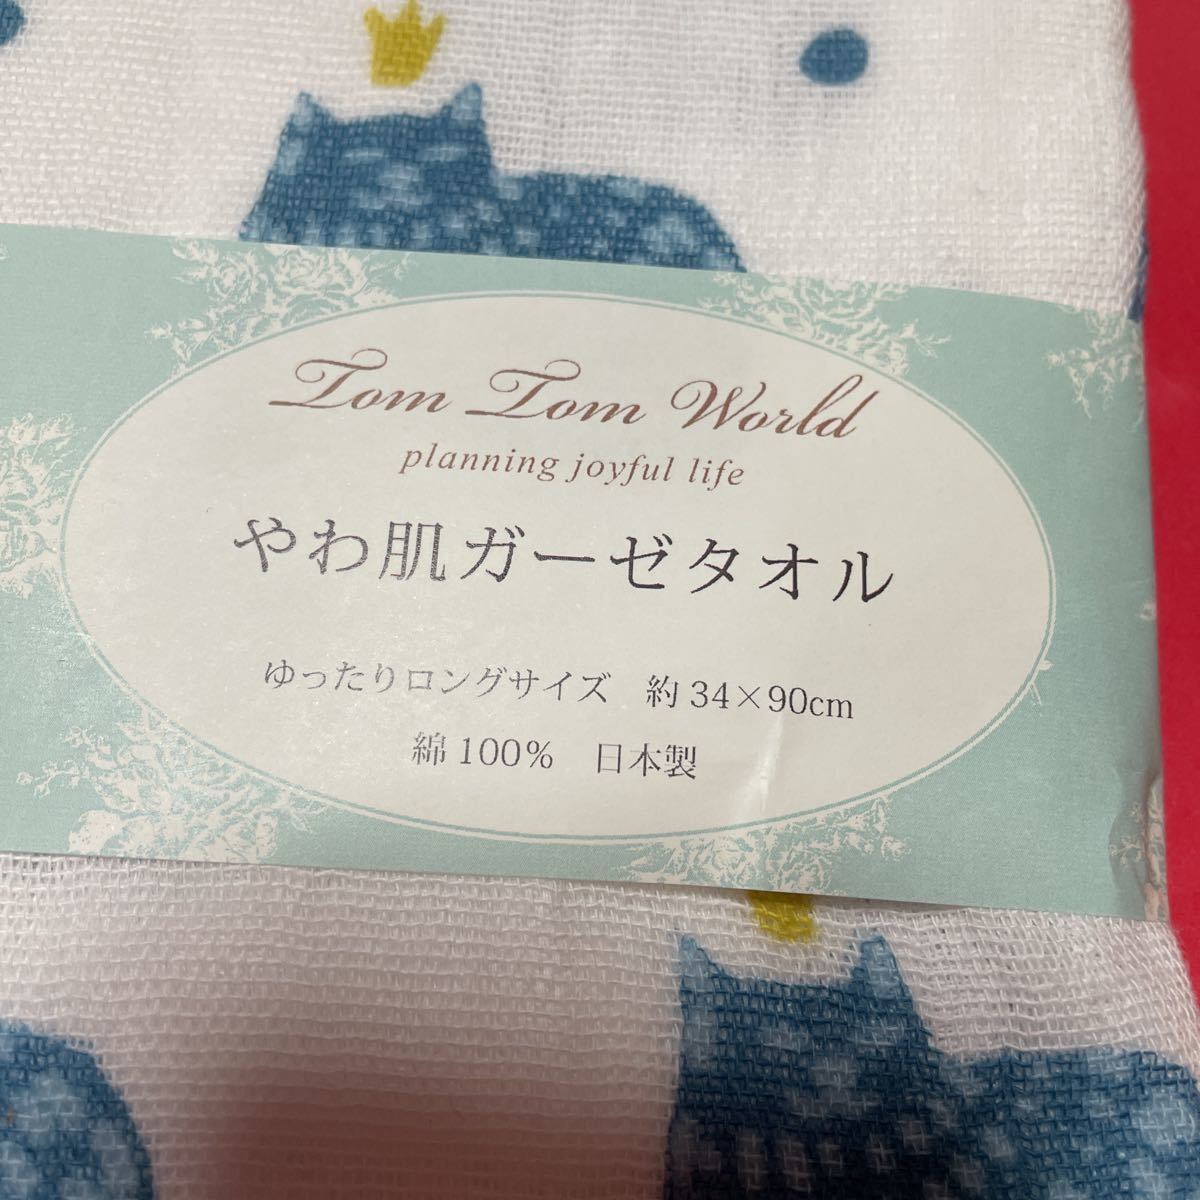 Tom Tom World
planning joyful life
やわ肌ガーゼタオル
ゆったりロングサイズ 約34×90cm
綿100% 日本製